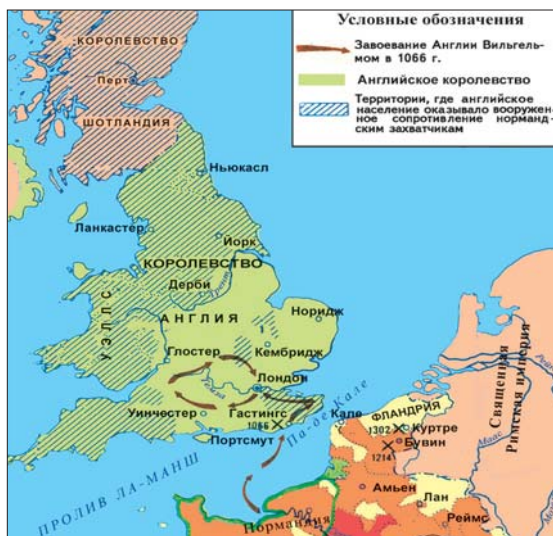 Условные обозначения
Завоевание Англии Вильгель-
мом в 1066 г.
Английское королевство
Территории, где английское
население оказывало вооружен-
ное сопротивление норманд-
ским захватчикам
КОРОЛЕВСТВО
Перт
ШОТЛАНДИЯ
Ньюкасл
Ланкастер
Йорк
КОРОЛЕВСТВО
Дерби
Трент
УЭЛЬС
АНГЛИЯ
Норидж
1
Глостер
Кембридж
Темза
Лондон
Уинчестер
Гастингс
1066
Портсмут
Па-де-Кале
Кале
ФЛАНДРИЯ
1302
Куртре
Бувин
1214
Маас
Священная
Римская империя
ПРОЛИВ ЛА-МАНШ
Амьен
Лан
Нормандия
Реймс